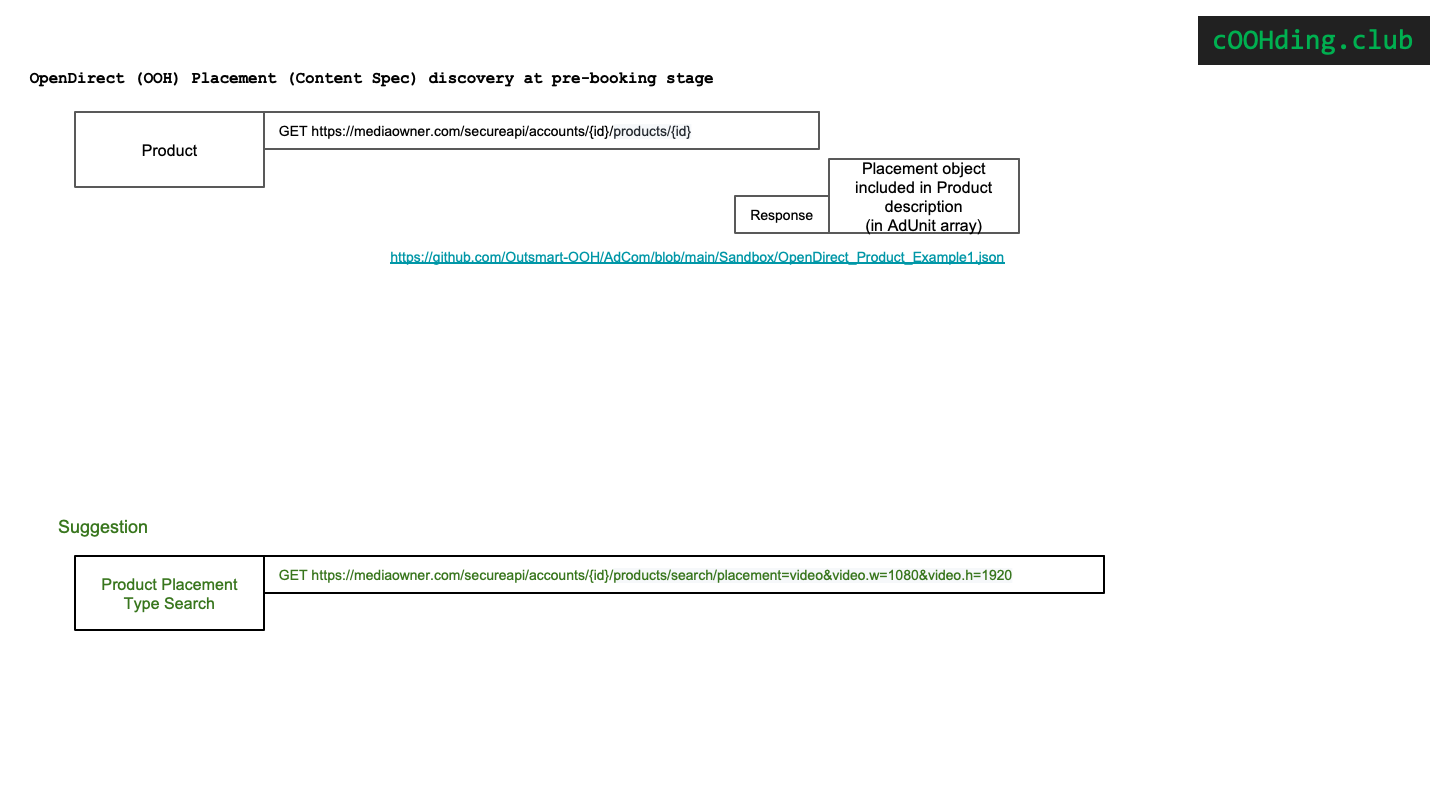 cOOHding.club
OpenDirect (OOH) Placement (Content Spec) discovery at pre-booking stage
Product
GET https://mediaowner.com/secureapi/accounts/{id}/products/{id}
Placement object
included in Product
description
(in AdUnit array)
Response
https://github.com/Outsmart-OOH/AdCom/blob/main/Sandbox/OpenDirect_Product_Example1.json
Suggestion
Product Placement
Type Search
GET https://mediaowner.com/secureapi/accounts/{id}/products/search/placement=video&video.w=1080&video.h=1920